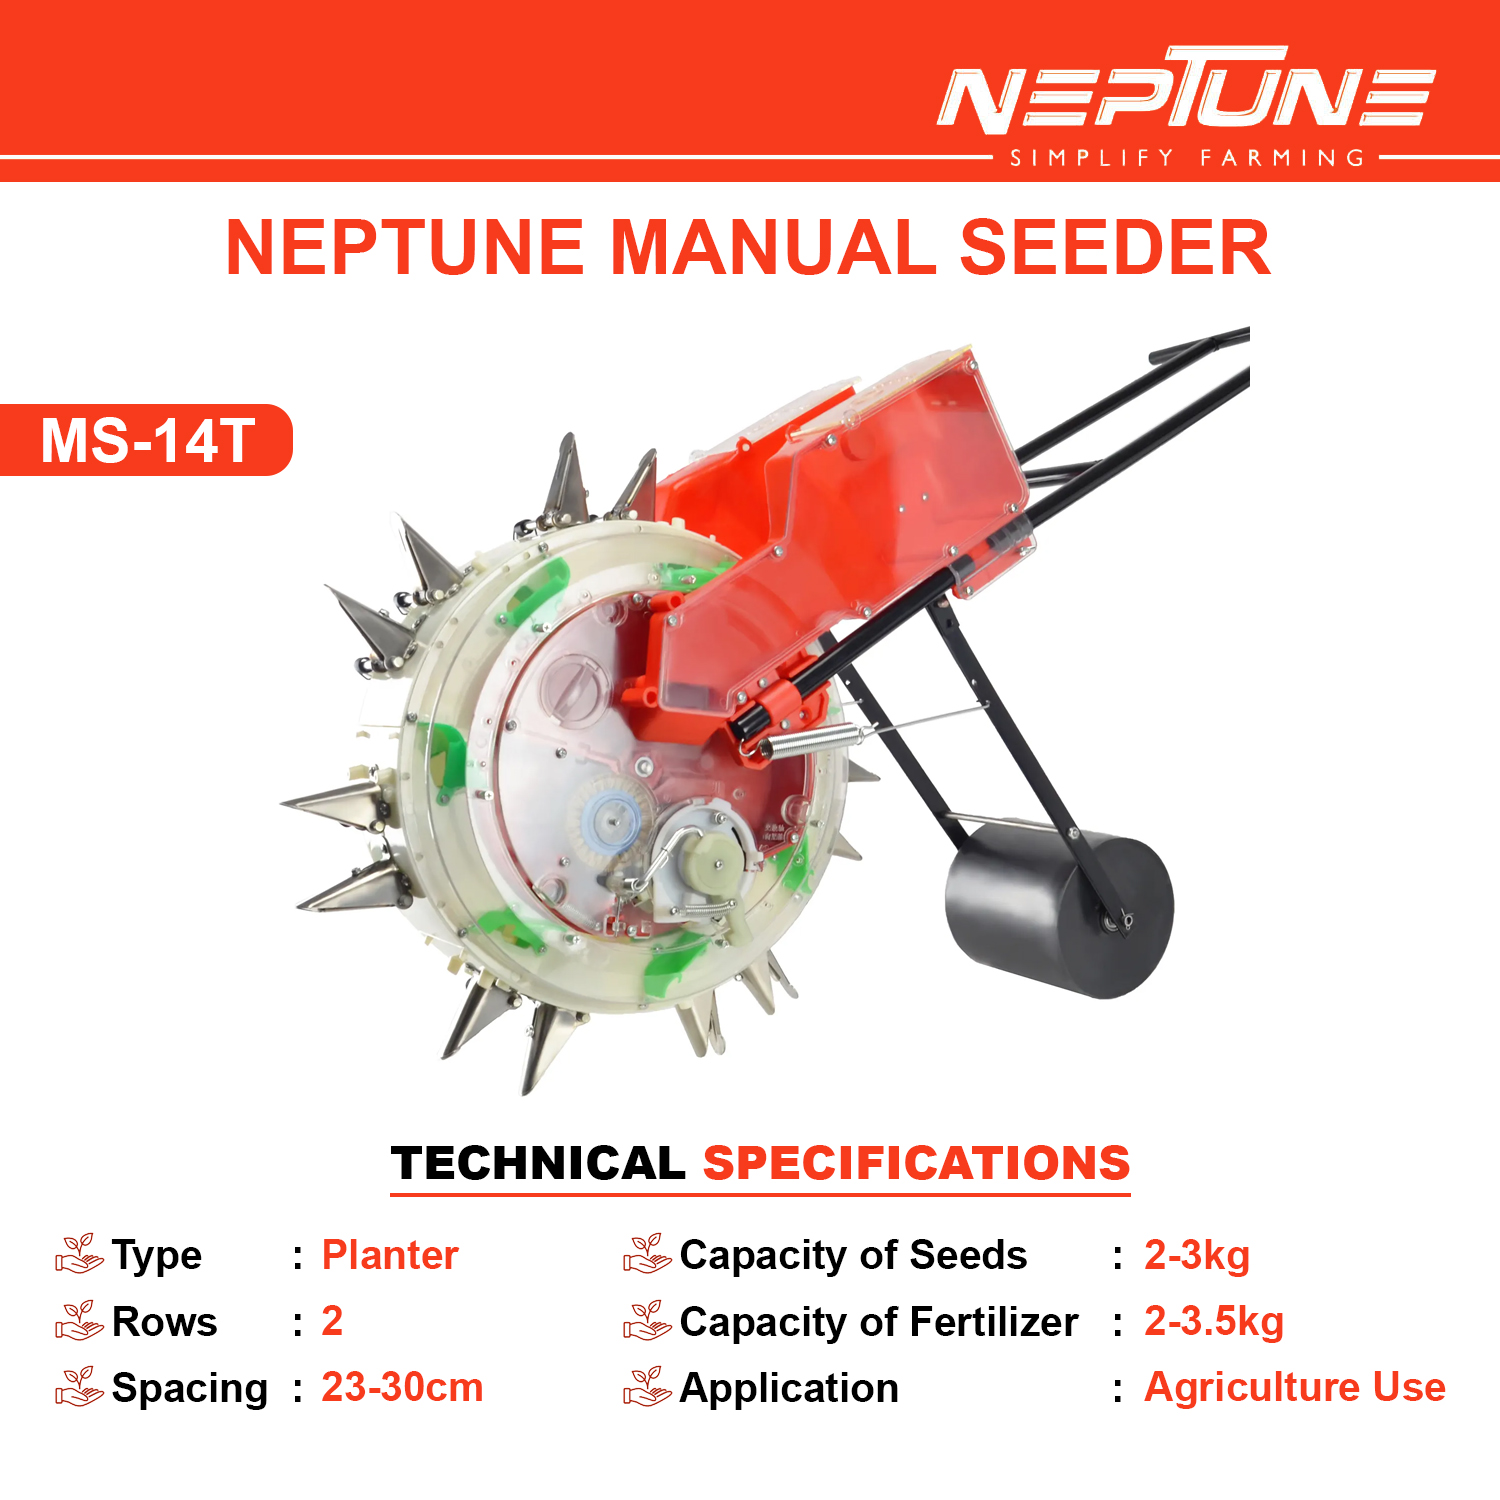 NEPTUNE
SIMPLIFY FARMING
NEPTUNE MANUAL SEEDER
MS-14T
TECHNICAL SPECIFICATIONS
Type : Planter
Rows : 2
Spacing : 23-30cm
Capacity of Seeds : 2-3kg
Capacity of Fertilizer : 2-3.5kg
Application : Agriculture Use